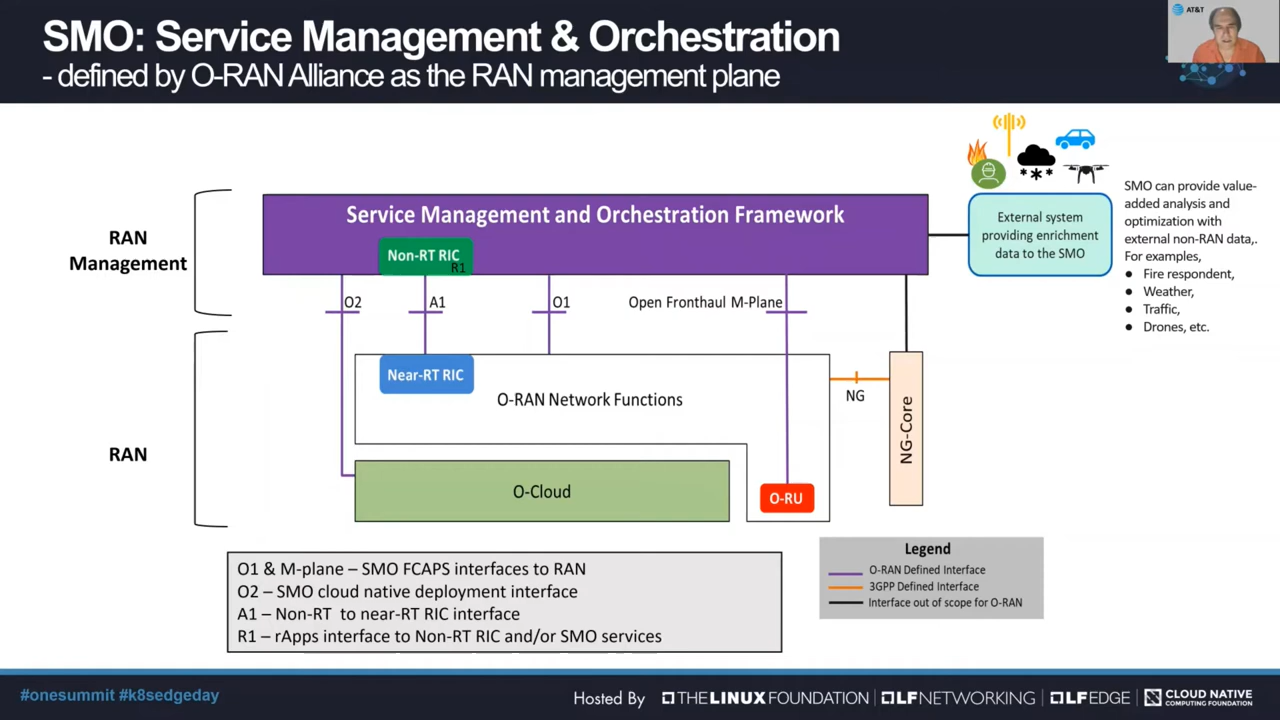 SMO: Service Management & Orchestration
- defined by O-RAN Alliance as the RAN management plane
AT&T
RAN
Management
Service Management and Orchestration Framework
Non-RT RIC
R1
External system
providing enrichment
data to the SMO
SMO can provide value-
added analysis and
optimization with
external non-RAN data,.
For examples,
● Fire respondent,
● Weather,
● Traffic,
● Drones, etc.
O2
A1
O1
Open Fronthaul M-Plane
RAN
Near-RT RIC
O-RAN Network Functions
NG
NG-Core
O-Cloud
O-RU
O1 & M-plane – SMO FCAPS interfaces to RAN
O2 – SMO cloud native deployment interface
A1 – Non-RT to near-RT RIC interface
R1 – rApps interface to Non-RT RIC and/or SMO services
Legend
O-RAN Defined Interface
3GPP Defined Interface
Interface out of scope for O-RAN
#onesummit #k8sedgeday
Hosted By
THE LINUX FOUNDATION
LFNETWORKING
LFEDGE
CLOUD NATIVE
COMPUTING FOUNDATION